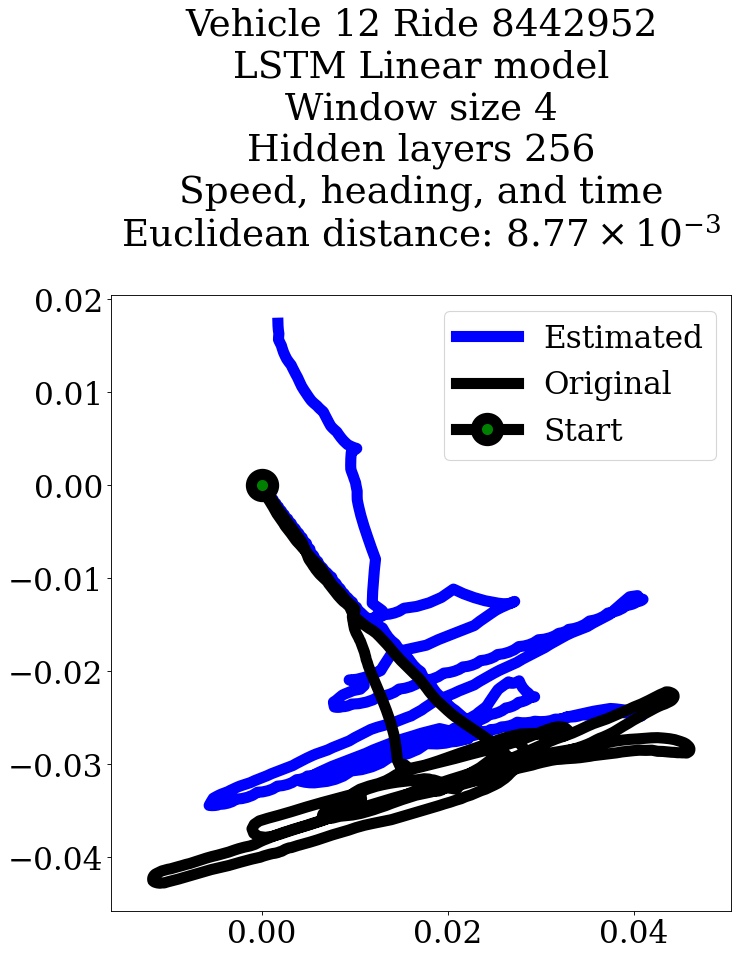 Vehicle 12 Ride 8442952
LSTM Linear model
Window size 4
Hidden layers 256
Speed, heading, and time
Euclidean distance: 8.77 × 10⁻³
Estimated
Original
Start
0.02
0.01
0.00
−0.01
−0.02
−0.03
−0.04
0.00 0.02 0.04